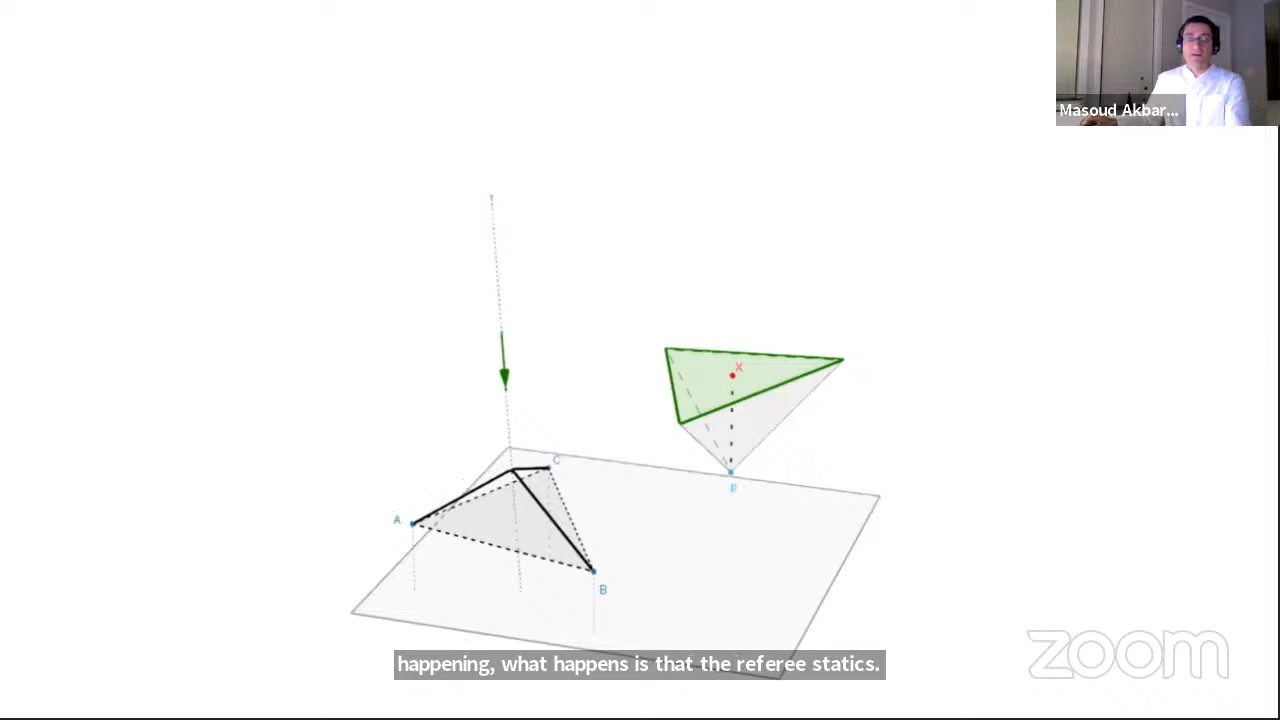 Masoud Akbar...
X
C
p
A
B
happening, what happens is that the referee statics.
zoom